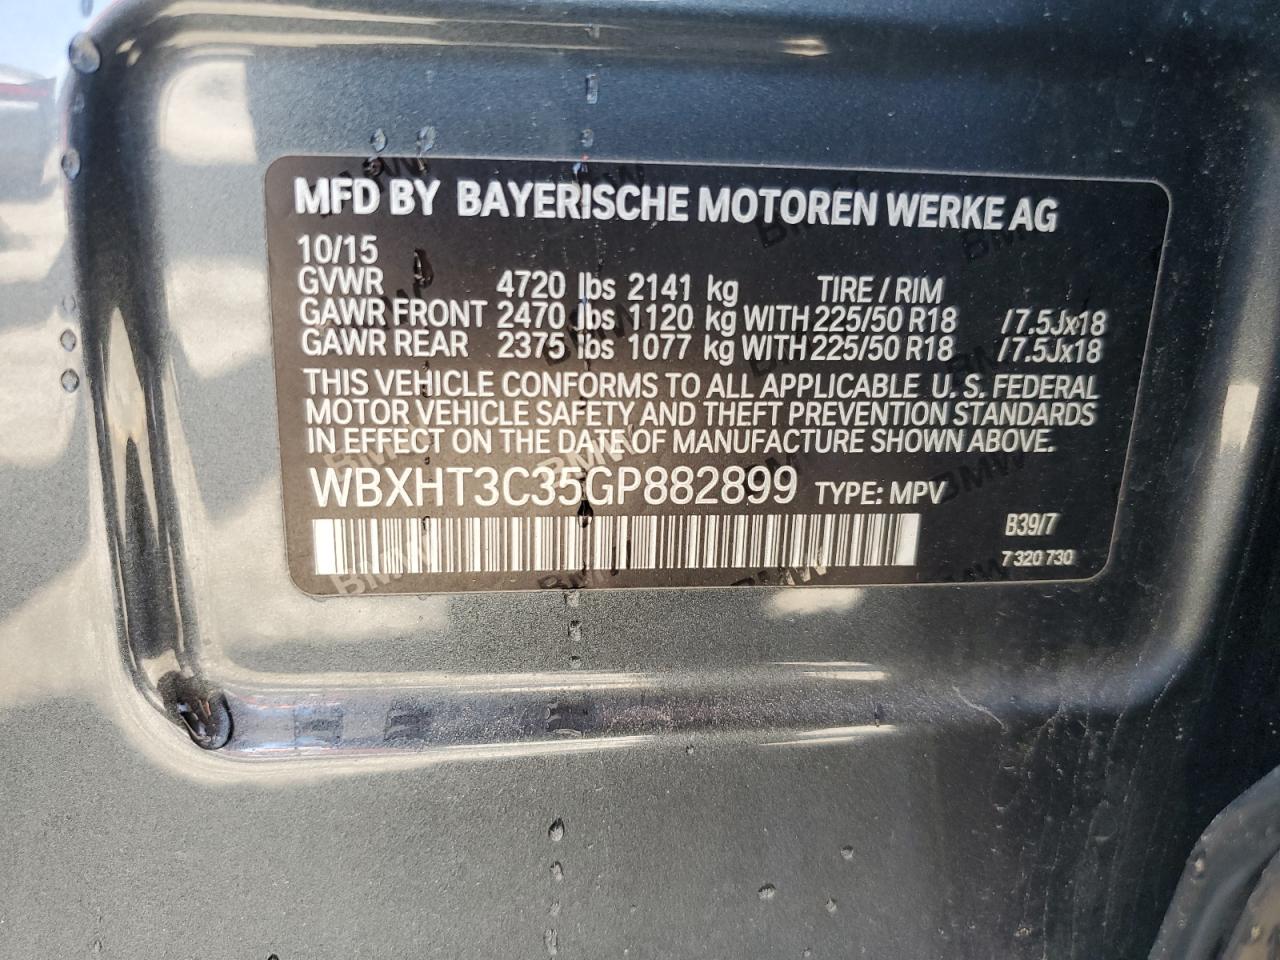 MFD BY BAYERISCHE MOTOREN WERKE AG
10/15
GVWR 4720 lbs 2141 kg TIRE / RIM
GAWR FRONT 2470 lbs 1120 kg WITH 225/50 R18 /7.5Jx18
GAWR REAR 2375 lbs 1077 kg WITH 225/50 R18 /7.5Jx18
THIS VEHICLE CONFORMS TO ALL APPLICABLE U. S. FEDERAL
MOTOR VEHICLE SAFETY AND THEFT PREVENTION STANDARDS
IN EFFECT ON THE DATE OF MANUFACTURE SHOWN ABOVE.
WBXHT3C35GP882899 TYPE: MPV
B39/7
7 320 730